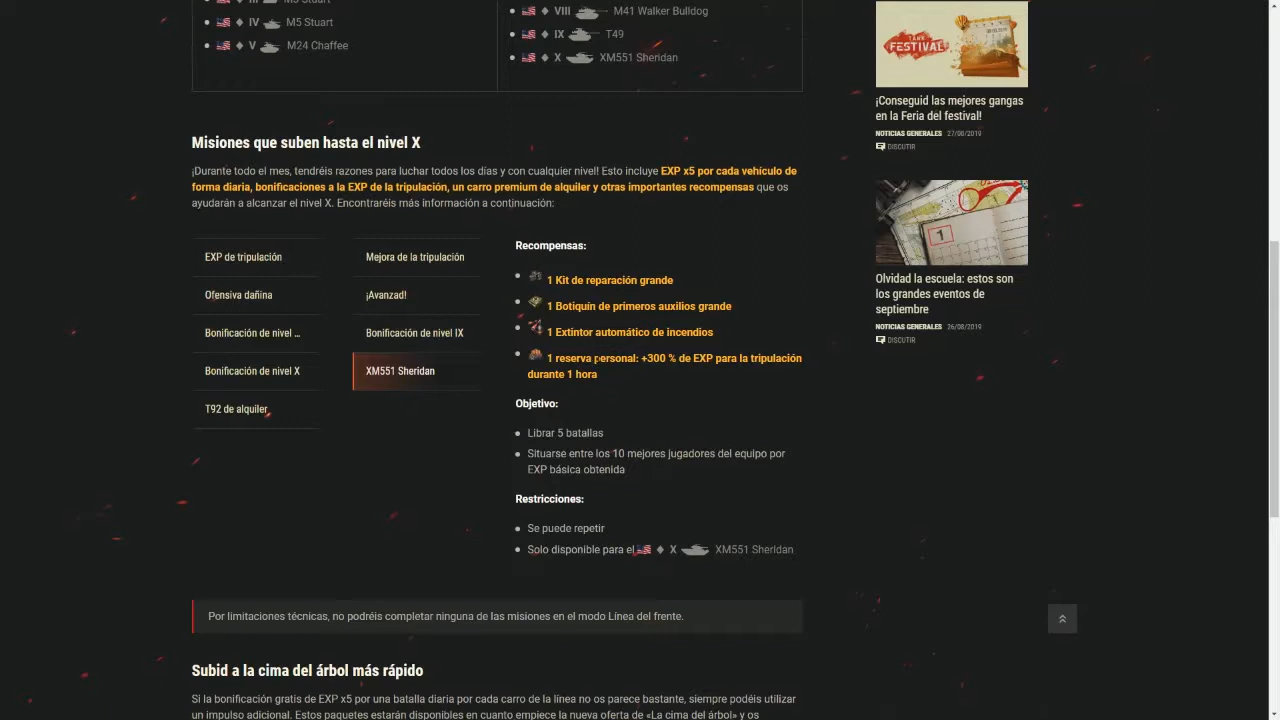 IV M5 Stuart
V M24 Chaffee
VIII M41 Walker Bulldog
IX T49
X XM551 Sheridan
Misiones que suben hasta el nivel X
¡Durante todo el mes, tendréis razones para luchar todos los días y con cualquier nivel! Esto incluye EXP x5 por cada vehículo de
forma diaria, bonificaciones a la EXP de la tripulación, un carro premium de alquiler y otras importantes recompensas que os
ayudarán a alcanzar el nivel X. Encontraréis más información a continuación:
EXP de tripulación
Mejora de la tripulación
Ofensiva dañina
¡Avanzad!
Bonificación de nivel ...
Bonificación de nivel IX
Bonificación de nivel X
XM551 Sheridan
T92 de alquiler
Recompensas:
1 Kit de reparación grande
1 Botiquín de primeros auxilios grande
1 Extintor automático de incendios
1 reserva personal: +300 % de EXP para la tripulación
durante 1 hora
Objetivo:
Librar 5 batallas
Situarse entre los 10 mejores jugadores del equipo por
EXP básica obtenida
Restricciones:
Se puede repetir
Solo disponible para el X XM551 Sheridan
Por limitaciones técnicas, no podréis completar ninguna de las misiones en el modo Línea del frente.
Subid a la cima del árbol más rápido
Si la bonificación gratis de EXP x5 por una batalla diaria por cada carro de la línea no os parece bastante, siempre podéis utilizar
un impulso adicional. Estos paquetes estarán disponibles en cuanto empiece la nueva oferta de «La cima del árbol» y os
TANK
FESTIVAL
¡Conseguid las mejores gangas
en la Feria del festival!
NOTICIAS GENERALES 27/08/2019
DISCUTIR
1
Olvidad la escuela: estos son
los grandes eventos de
septiembre
NOTICIAS GENERALES 26/08/2019
DISCUTIR